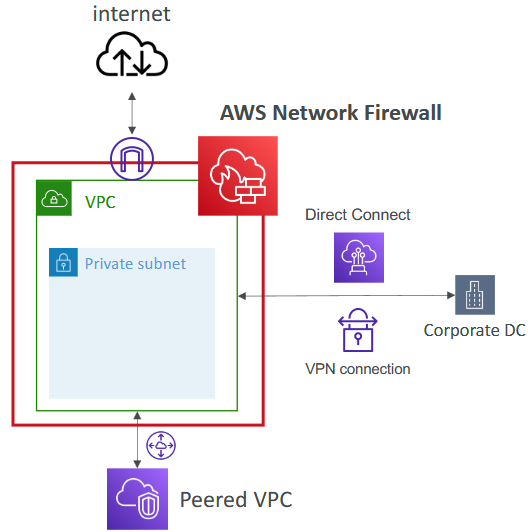 internet
AWS Network Firewall
VPC
Direct Connect
Private subnet
Corporate DC
VPN connection
Peered VPC